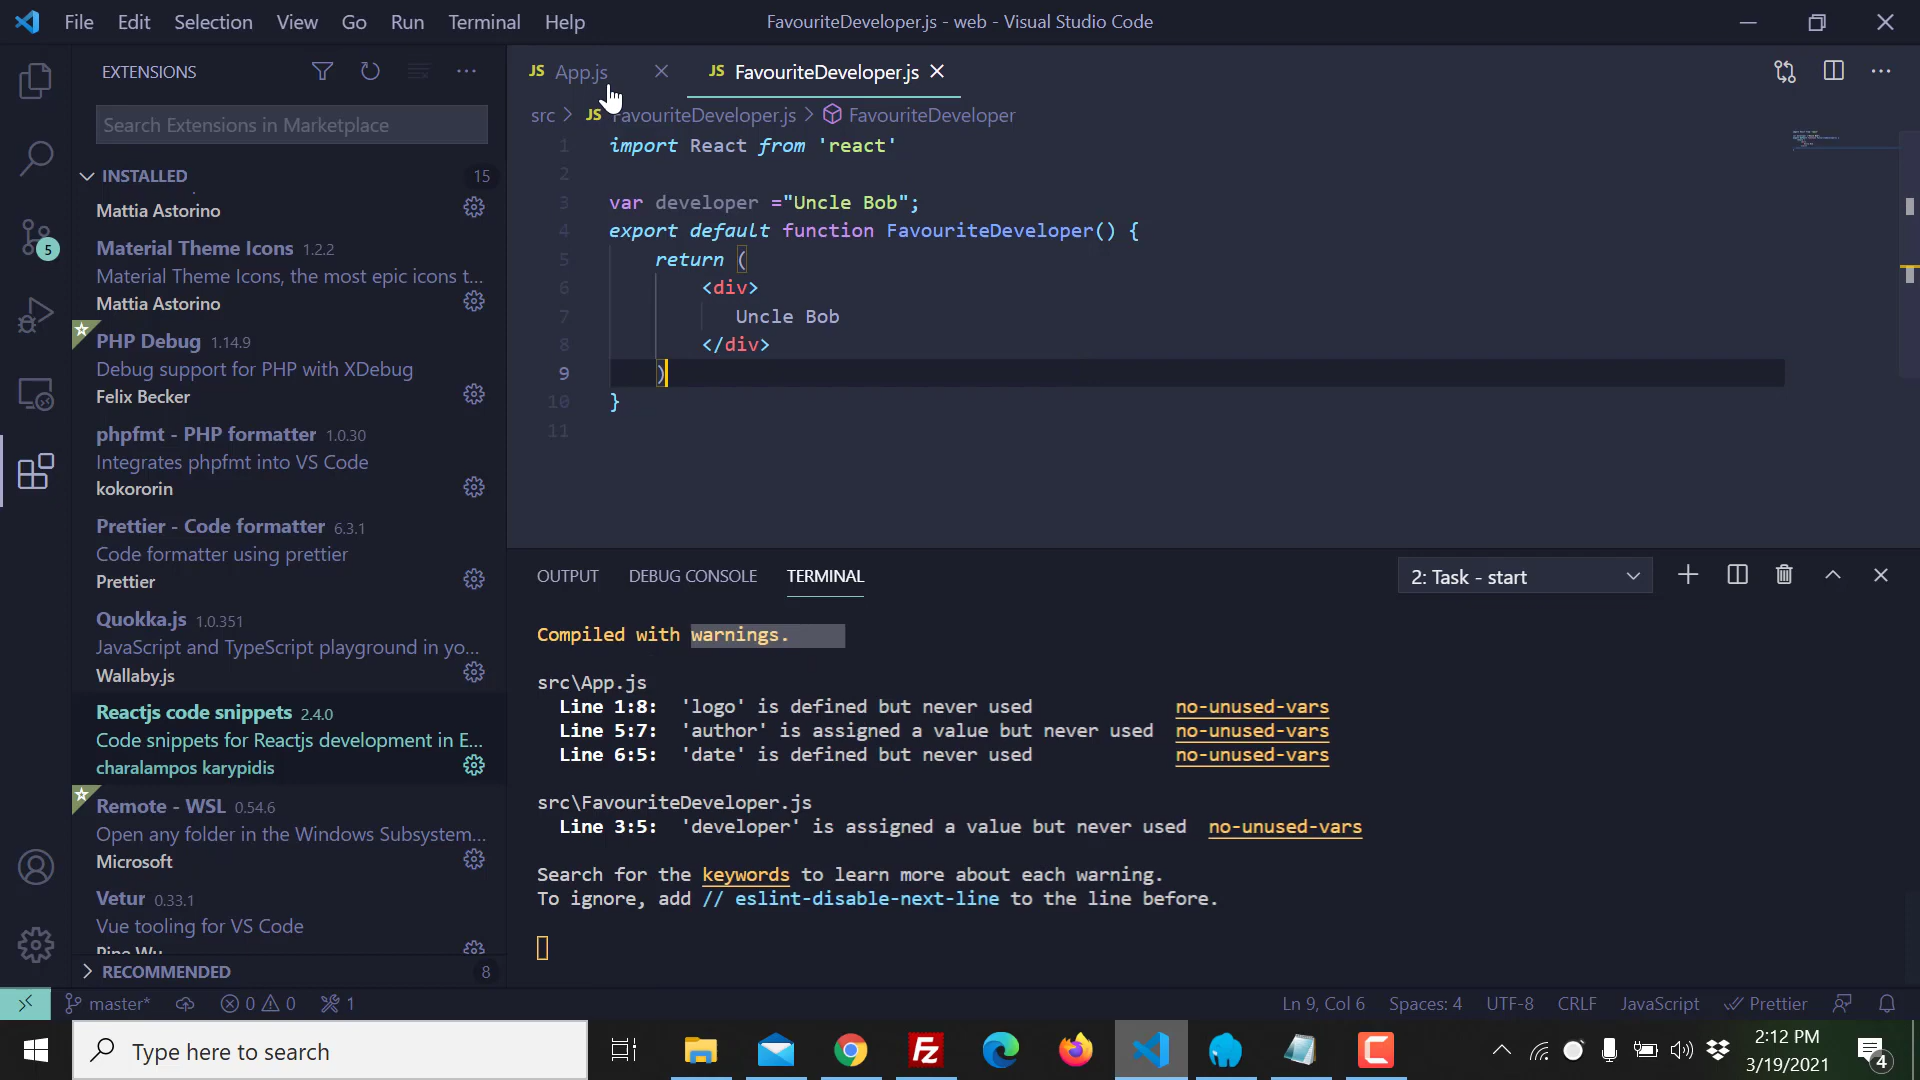 File Edit Selection View Go Run Terminal Help FavouriteDeveloper.js - web - Visual Studio Code
EXTENSIONS
Search Extensions in Marketplace
INSTALLED 15
Mattia Astorino
Material Theme Icons 1.2.2
Material Theme Icons, the most epic icons t...
Mattia Astorino
PHP Debug 1.14.9
Debug support for PHP with XDebug
Felix Becker
phpfmt - PHP formatter 1.0.30
Integrates phpfmt into VS Code
kokororin
Prettier - Code formatter 6.3.1
Code formatter using prettier
Prettier
Quokka.js 1.0.351
JavaScript and TypeScript playground in yo...
Wallaby.js
Reactjs code snippets 2.4.0
Code snippets for Reactjs development in E...
charalampos karypidis
Remote - WSL 0.54.6
Open any folder in the Windows Subsystem...
Microsoft
Vetur 0.33.1
Vue tooling for VS Code
Pine Wu
RECOMMENDED 8
5
JS App.js JS FavouriteDeveloper.js
src > JS FavouriteDeveloper.js > FavouriteDeveloper
1 import React from 'react'
2
3 var developer ="Uncle Bob";
4 export default function FavouriteDeveloper() {
5 return (
6 <div>
7 Uncle Bob
8 </div>
9 )
10 }
11
OUTPUT DEBUG CONSOLE TERMINAL 2: Task - start
Compiled with warnings.
src\App.js
Line 1:8: 'logo' is defined but never used no-unused-vars
Line 5:7: 'author' is assigned a value but never used no-unused-vars
Line 6:5: 'date' is defined but never used no-unused-vars
src\FavouriteDeveloper.js
Line 3:5: 'developer' is assigned a value but never used no-unused-vars
Search for the keywords to learn more about each warning.
To ignore, add // eslint-disable-next-line to the line before.
master* 0 0 1 Ln 9, Col 6 Spaces: 4 UTF-8 CRLF JavaScript Prettier
Type here to search
Fz
C
2:12 PM
3/19/2021
4